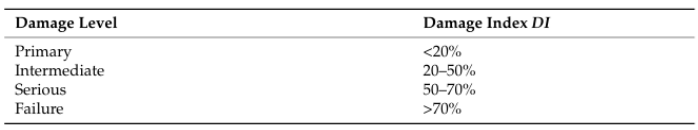 Damage Level Damage Index DI
Primary <20%
Intermediate 20–50%
Serious 50–70%
Failure >70%